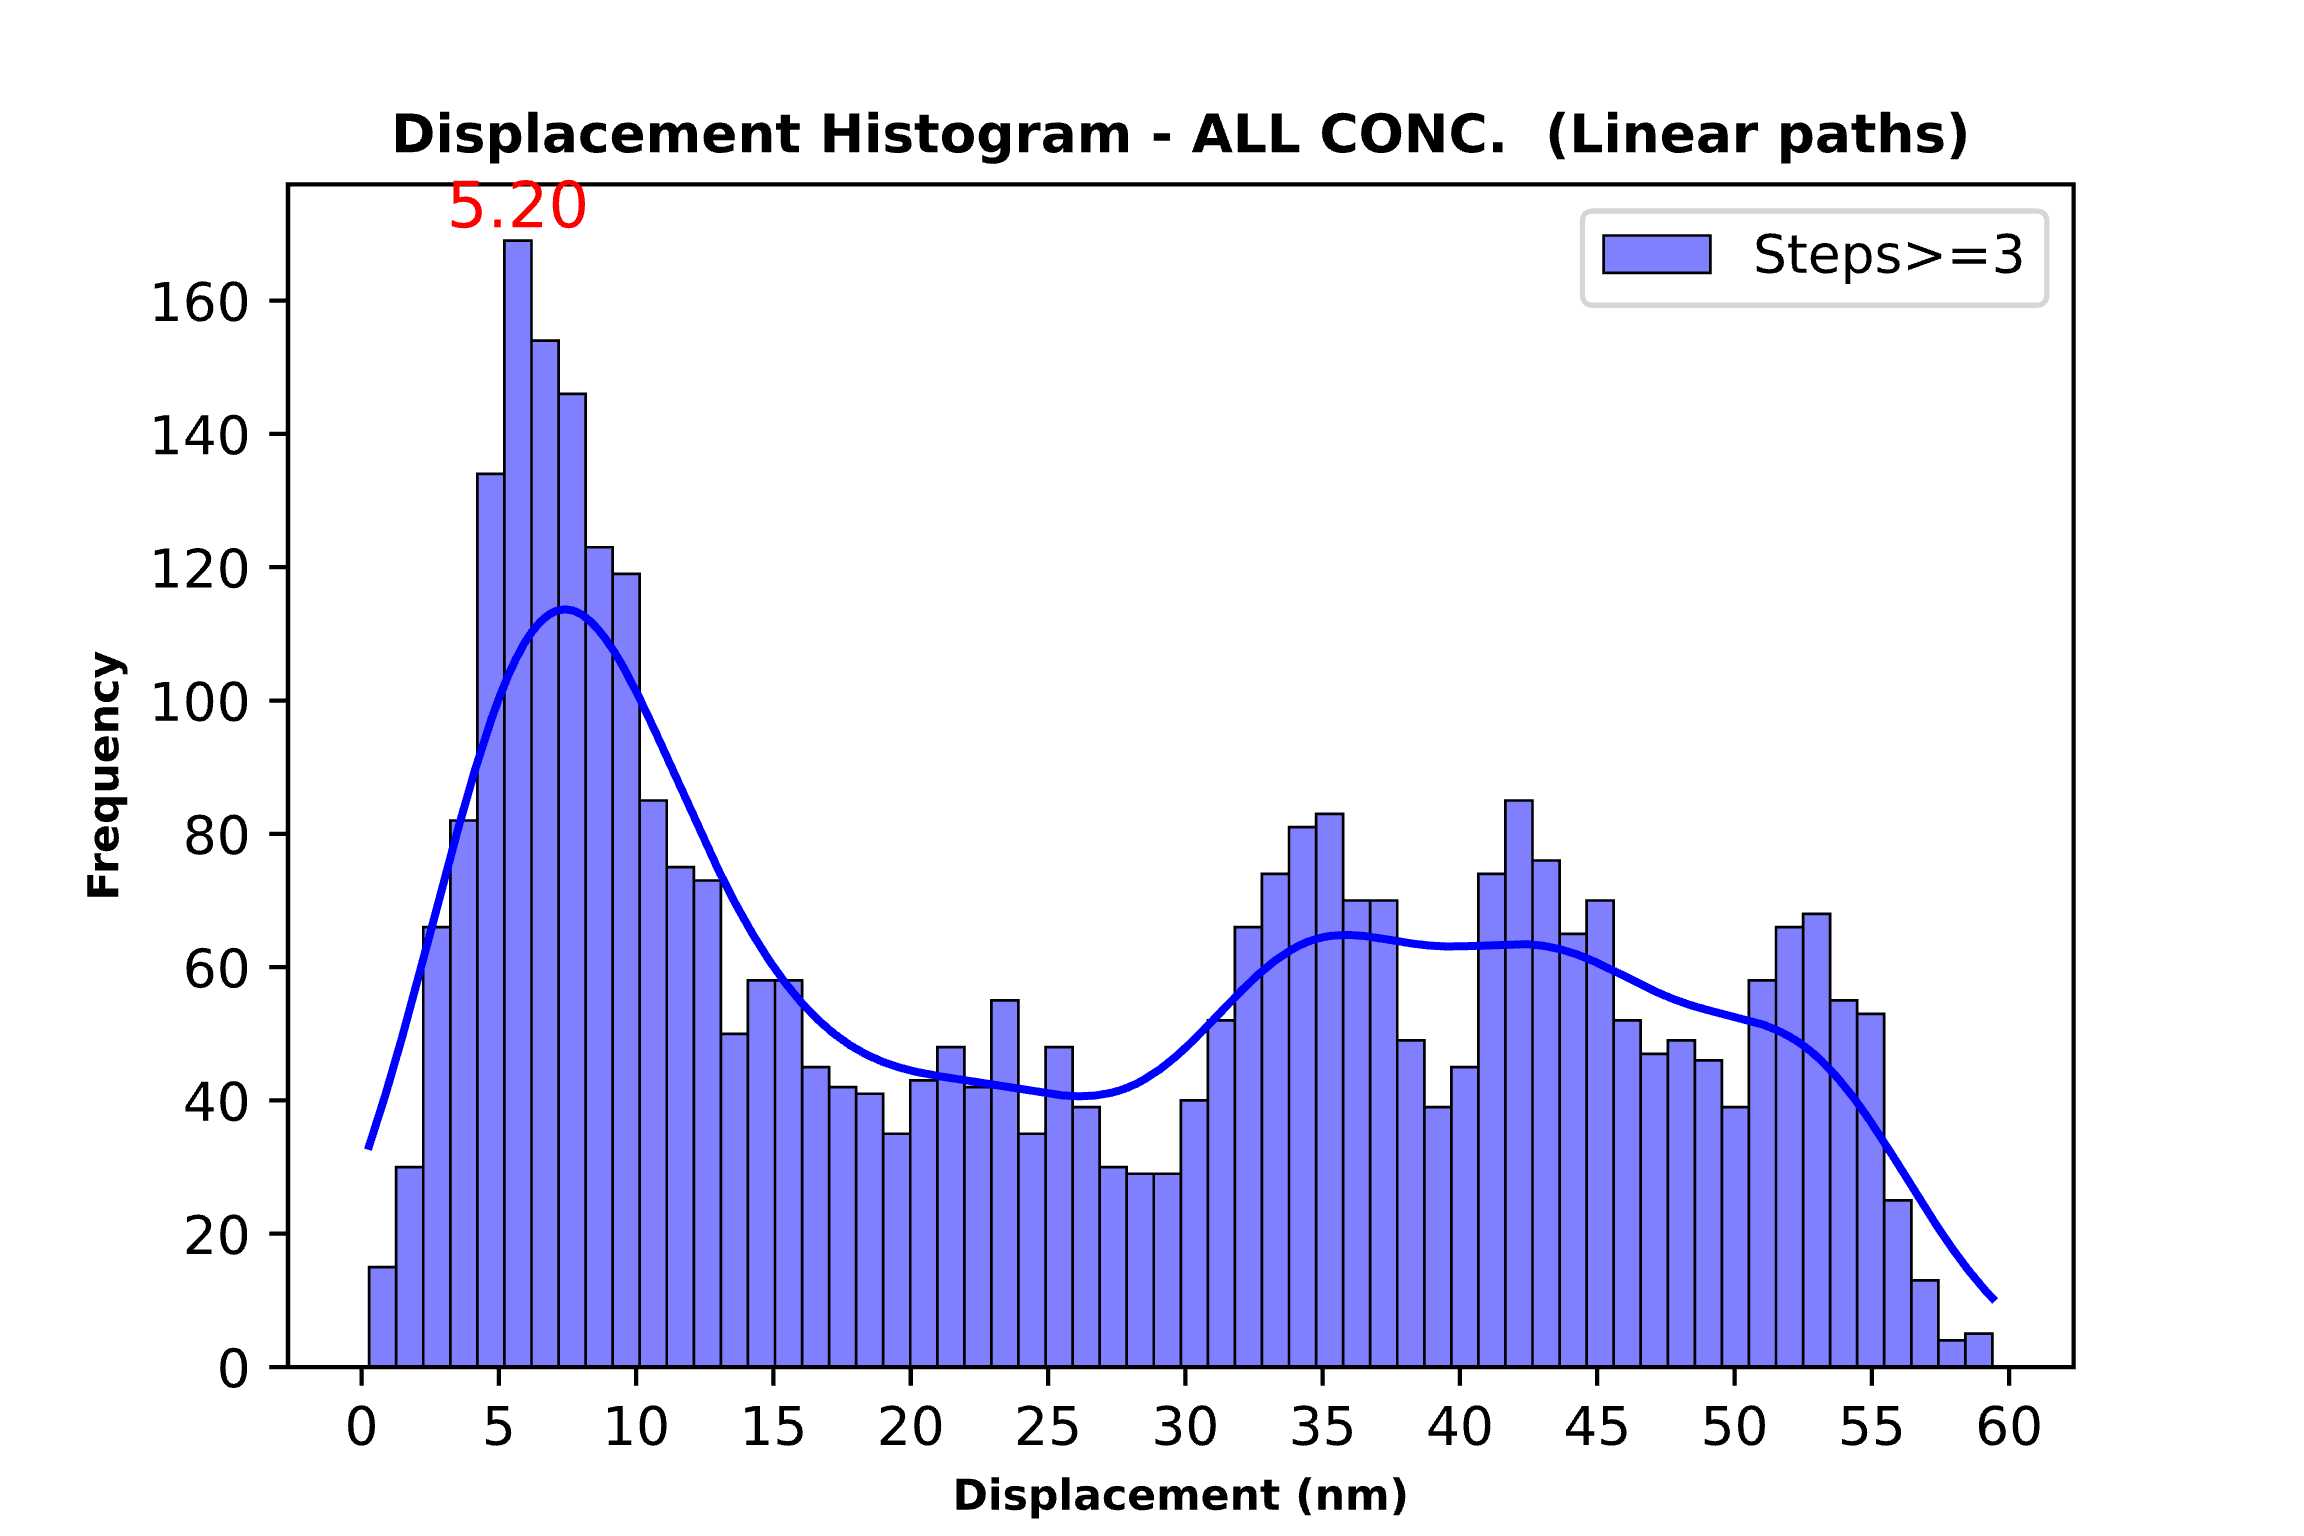 Displacement Histogram - ALL CONC.  (Linear paths)
5.20
Steps>=3
160
140
120
100
80
60
40
20
0
Frequency
0 5 10 15 20 25 30 35 40 45 50 55 60
Displacement (nm)